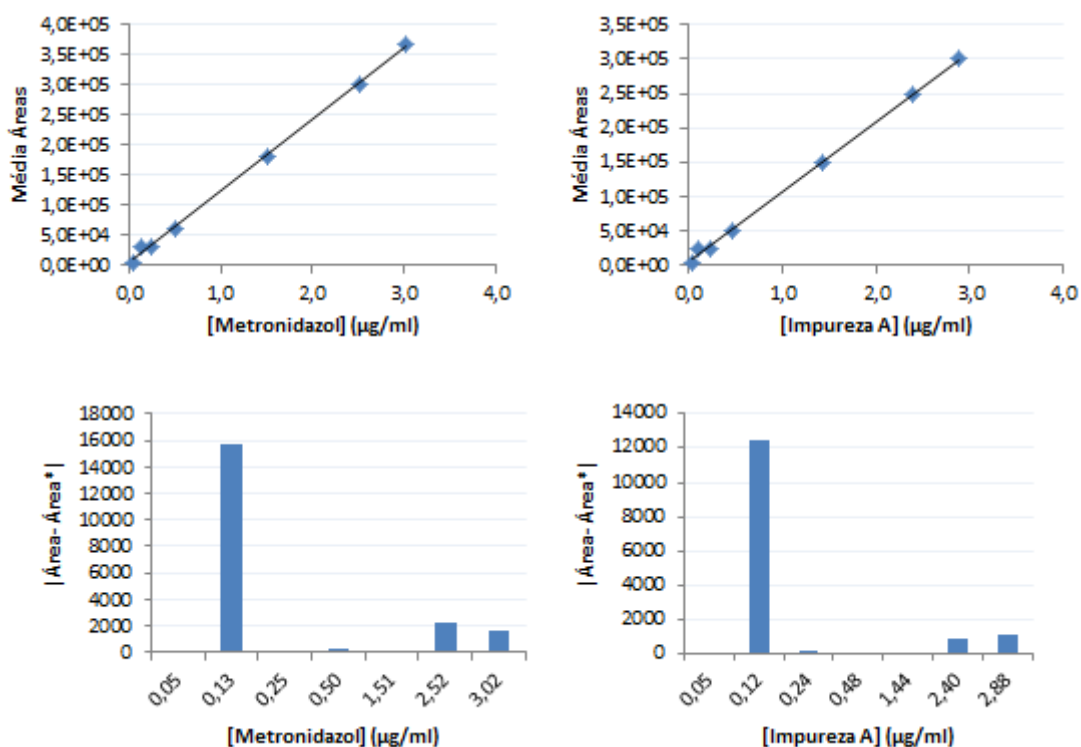 Média Áreas
4,0E+05
3,5E+05
3,0E+05
2,5E+05
2,0E+05
1,5E+05
1,0E+05
5,0E+04
0,0E+00
0,0 1,0 2,0 3,0 4,0
[Metronidazol] (µg/ml)
Média Áreas
3,5E+05
3,0E+05
2,5E+05
2,0E+05
1,5E+05
1,0E+05
5,0E+04
0,0E+00
0,0 1,0 2,0 3,0 4,0
[Impureza A] (µg/ml)
|Área- Área*|
18000
16000
14000
12000
10000
8000
6000
4000
2000
0
0,05 0,13 0,25 0,50 1,51 2,52 3,02
[Metronidazol] (µg/ml)
|Área- Área*|
14000
12000
10000
8000
6000
4000
2000
0
0,05 0,12 0,24 0,48 1,44 2,40 2,88
[Impureza A] (µg/ml)